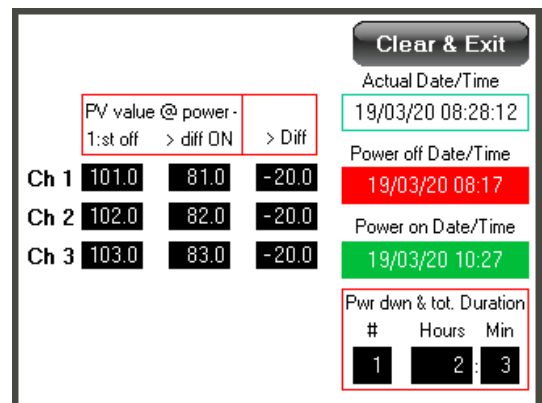 Clear & Exit
Actual Date/Time
19/03/20 08:28:12
PV value @ power-
1:st off > diff ON > Diff
Power off Date/Time
Ch 1 101.0 81.0 -20.0
19/03/20 08:17
Ch 2 102.0 82.0 -20.0
Power on Date/Time
Ch 3 103.0 83.0 -20.0
19/03/20 10:27
Pwr dwn & tot. Duration
# Hours Min
1 2 : 3